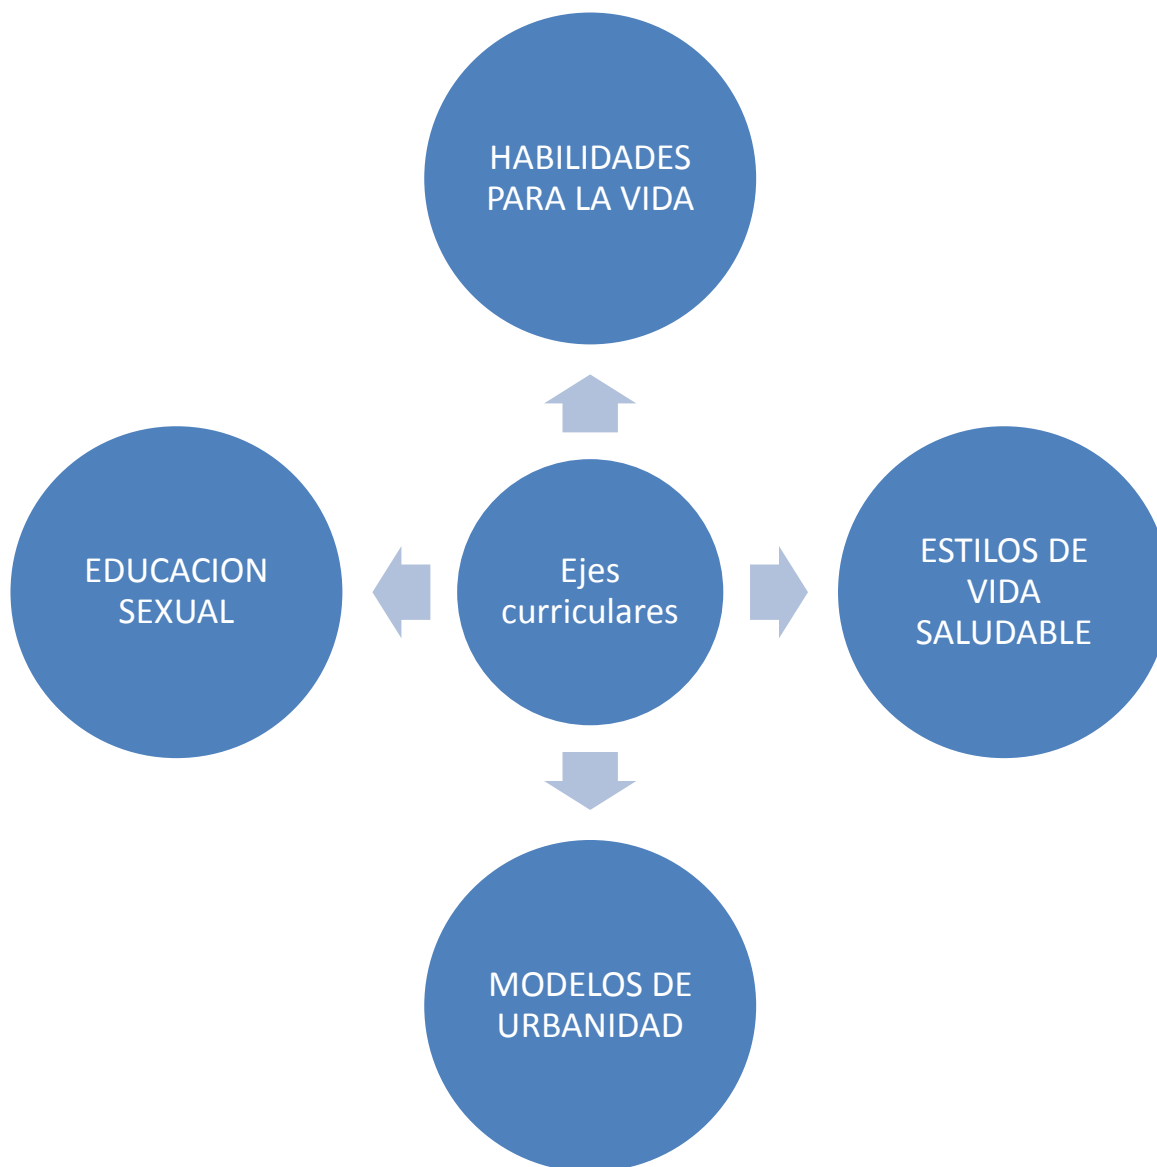 HABILIDADES
PARA LA VIDA
EDUCACION
SEXUAL
Ejes
curriculares
ESTILOS DE
VIDA
SALUDABLE
MODELOS DE
URBANIDAD